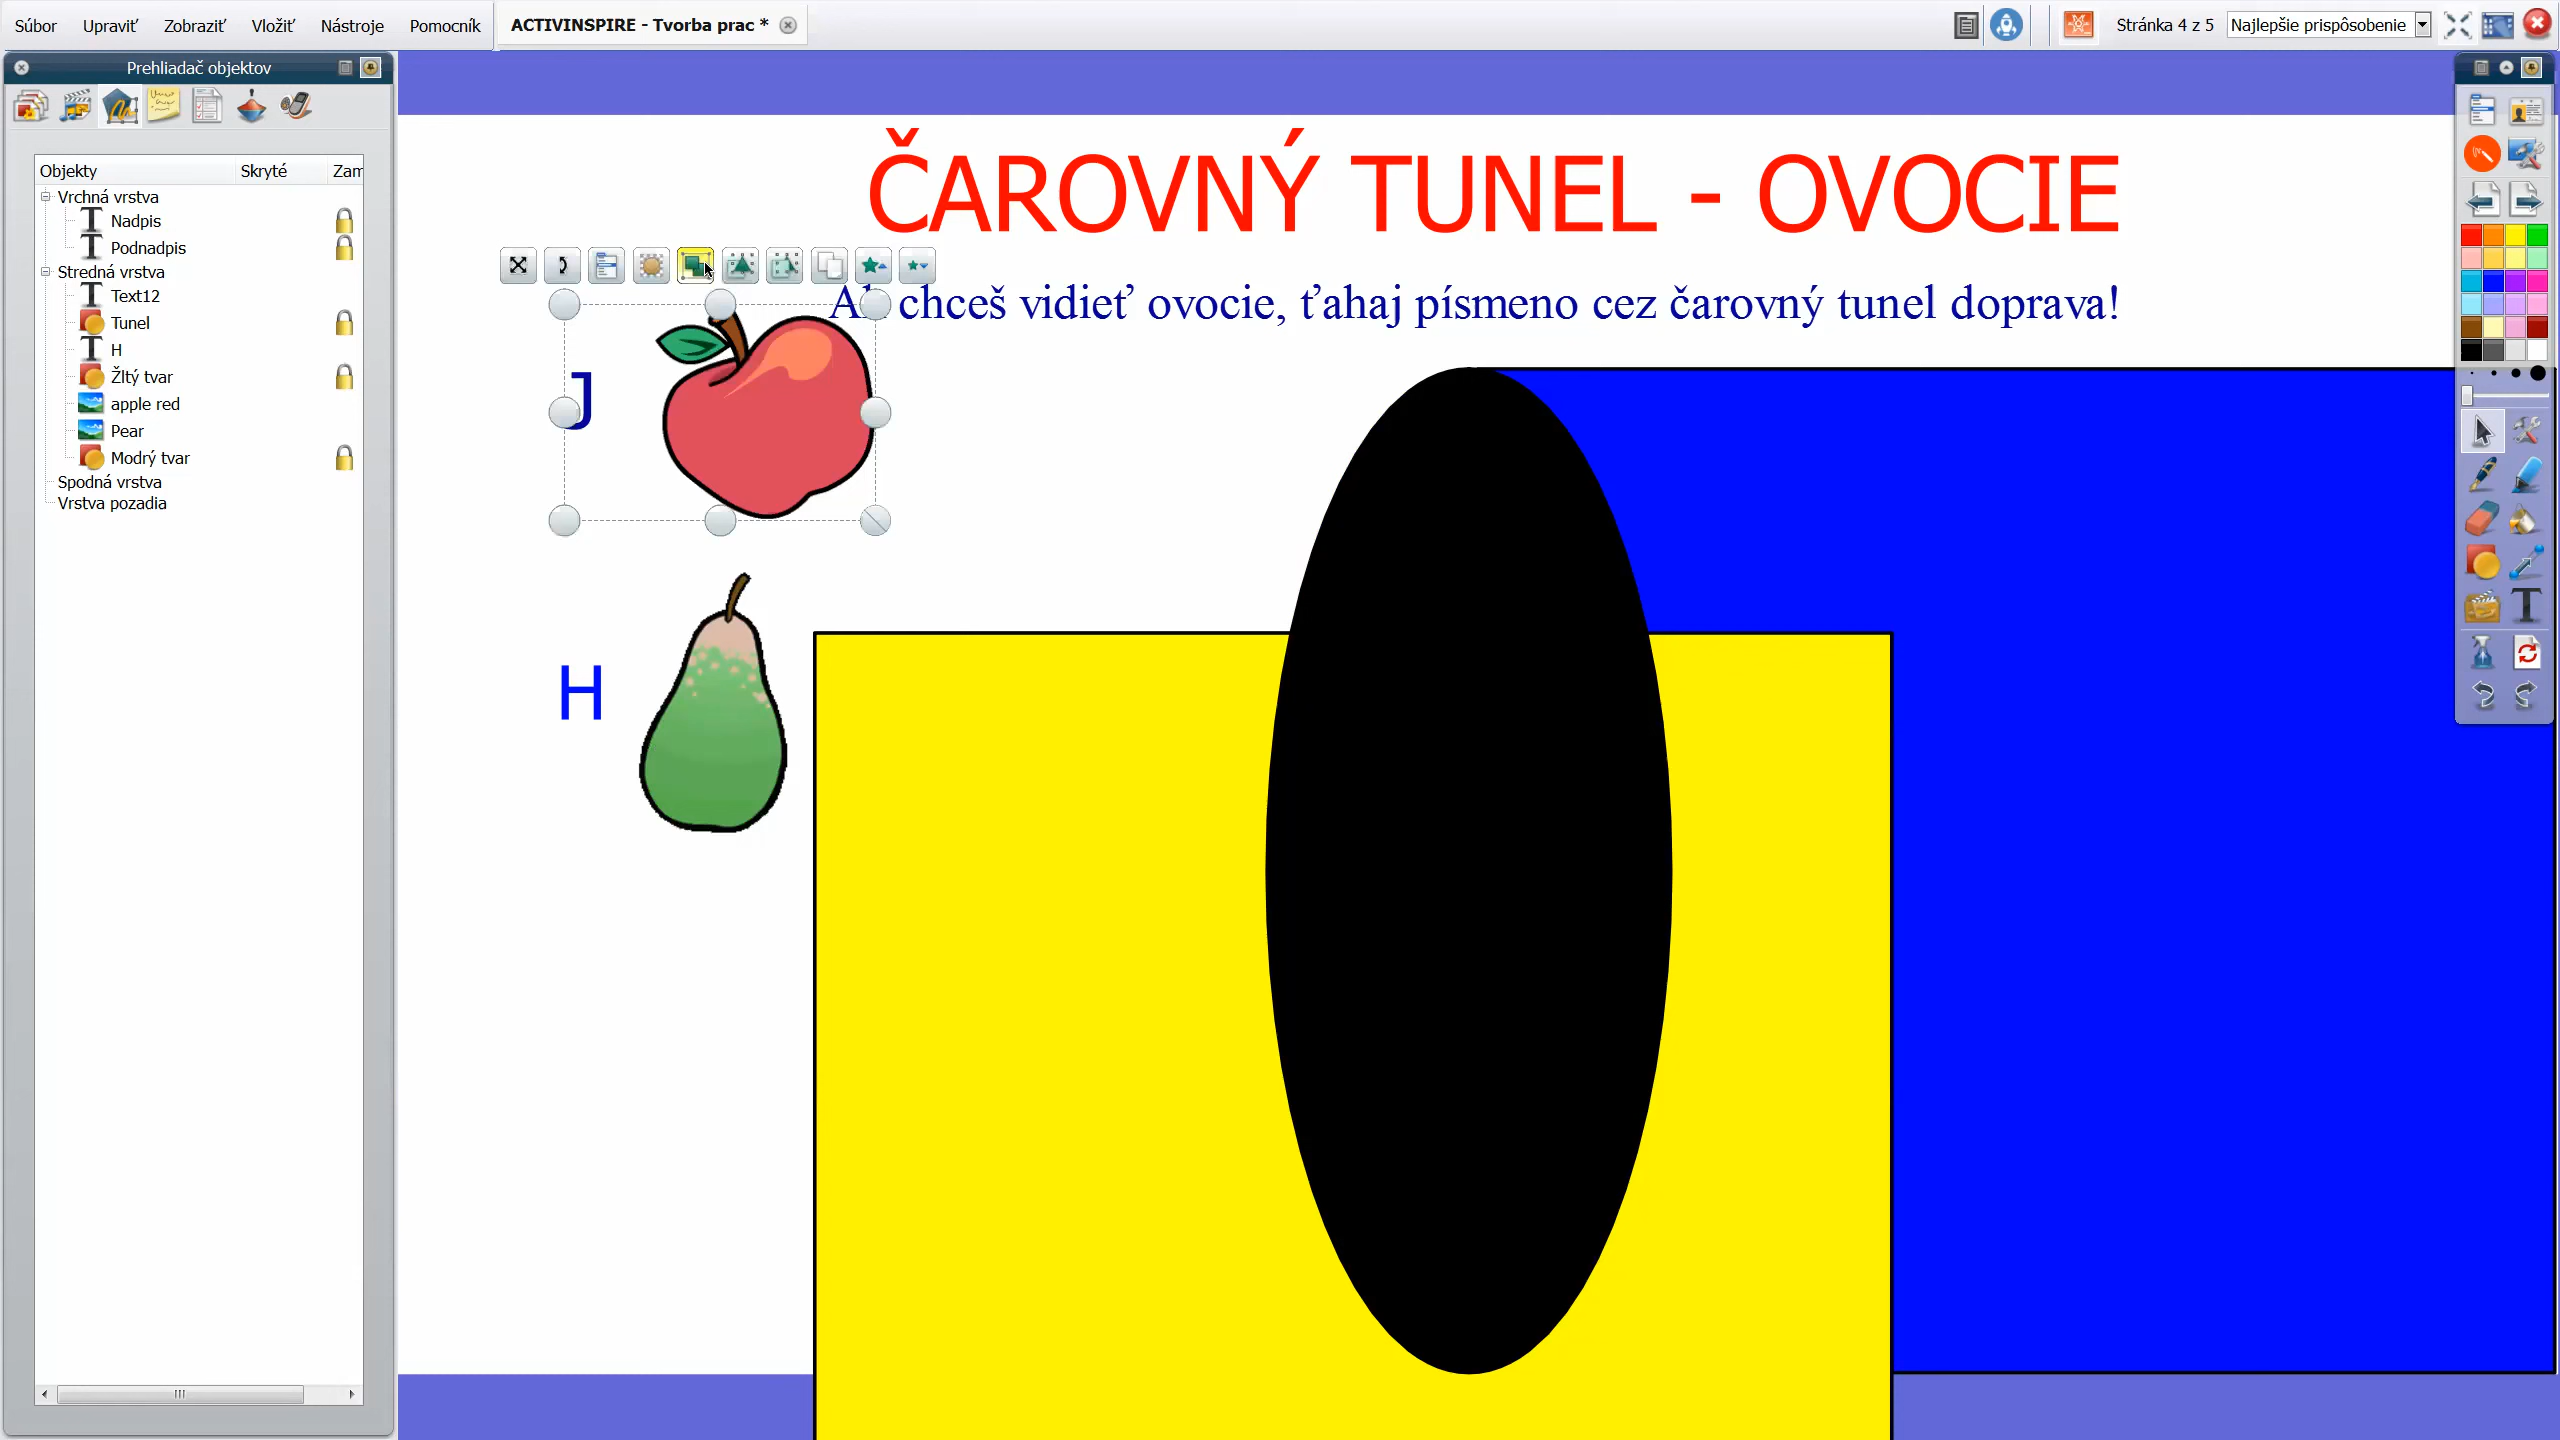 Súbor Upraviť Zobraziť Vložiť Nástroje Pomocník ACTIVINSPIRE - Tvorba prac * Stránka 4 z 5 Najlepšie prispôsobenie
Prehliadač objektov
Objekty Skryté Zam
Vrchná vrstva
Nadpis
Podnadpis
Stredná vrstva
Text12
Tunel
H
Žltý tvar
apple red
Pear
Modrý tvar
Spodná vrstva
Vrstva pozadia
ČAROVNÝ TUNEL - OVOCIE
Ak chceš vidieť ovocie, ťahaj písmeno cez čarovný tunel doprava!
J
H